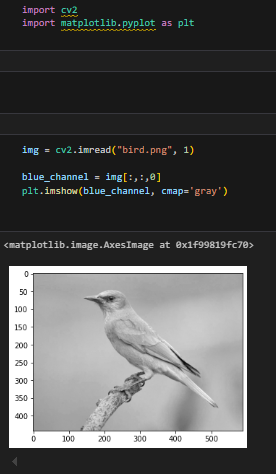 import cv2
import matplotlib.pyplot as plt
img = cv2.imread("bird.png", 1)
blue_channel = img[:,:,0]
plt.imshow(blue_channel, cmap='gray')
<matplotlib.image.AxesImage at 0x1f99819fc70>
0
50
100
150
200
250
300
350
400
0 100 200 300 400 500